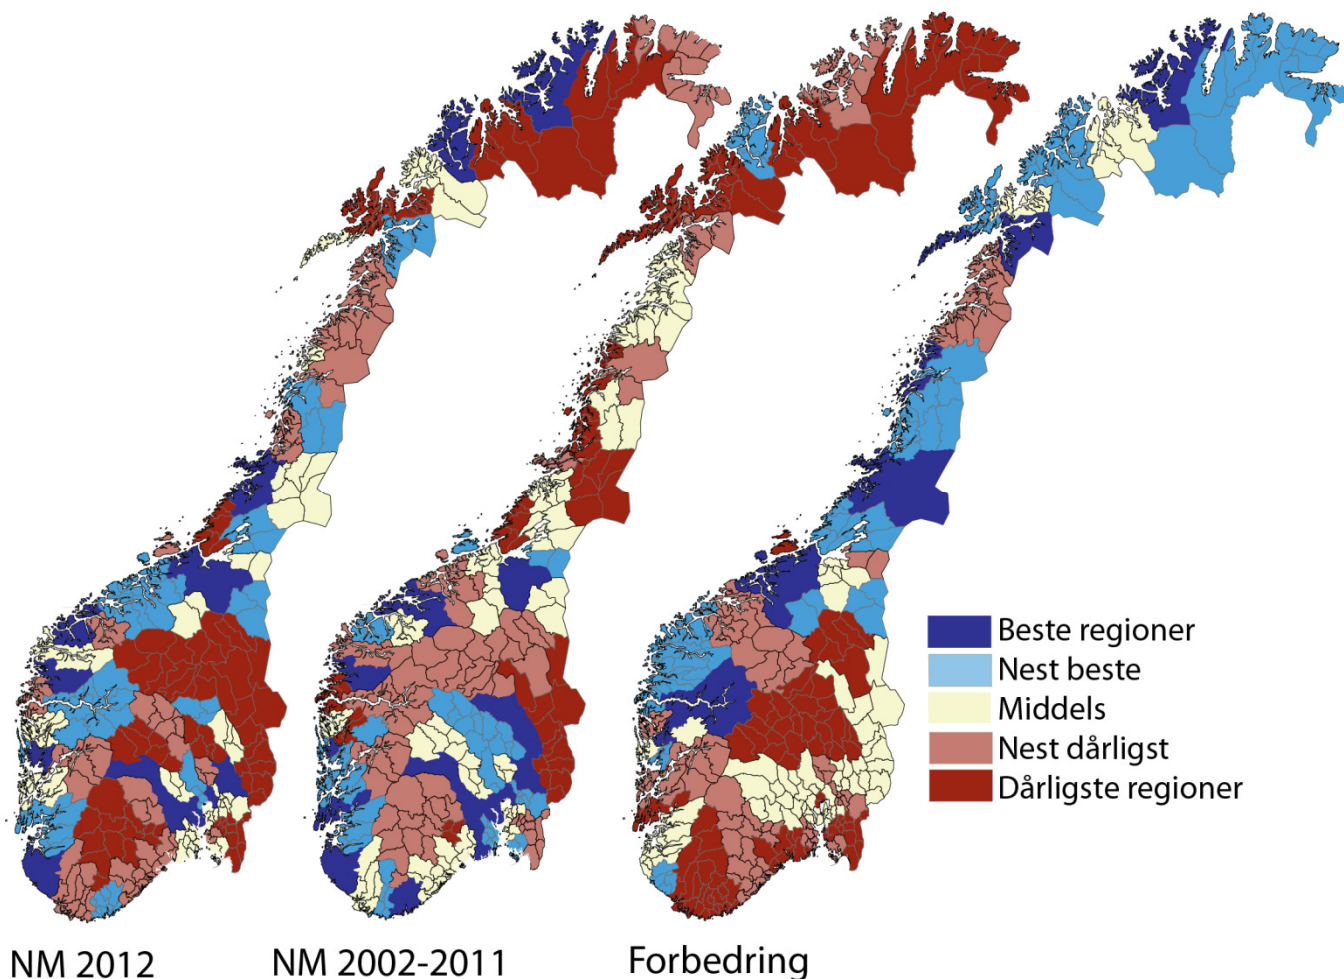 Beste regioner
Nest beste
Middels
Nest dårligst
Dårligste regioner
NM 2012
NM 2002-2011
Forbedring